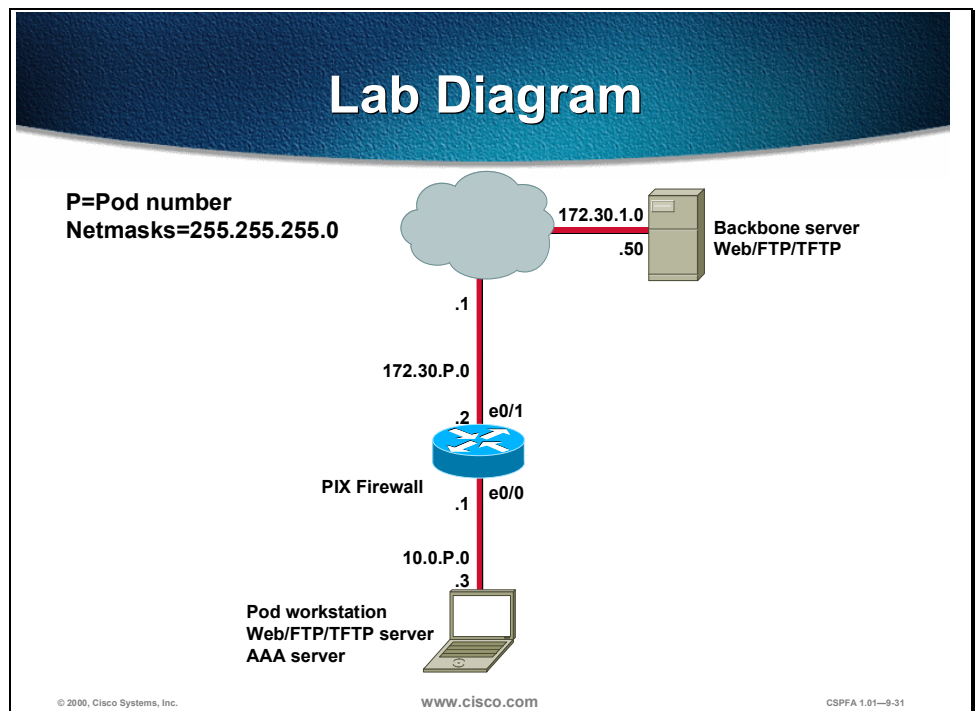 Lab Diagram
P=Pod number
Netmasks=255.255.255.0
172.30.1.0
.50
Backbone server
Web/FTP/TFTP
.1
172.30.P.0
.2
e0/1
PIX Firewall
e0/0
.1
10.0.P.0
.3
Pod workstation
Web/FTP/TFTP server
AAA server
© 2000, Cisco Systems, Inc.
www.cisco.com
CSPFA 1.01—9-31